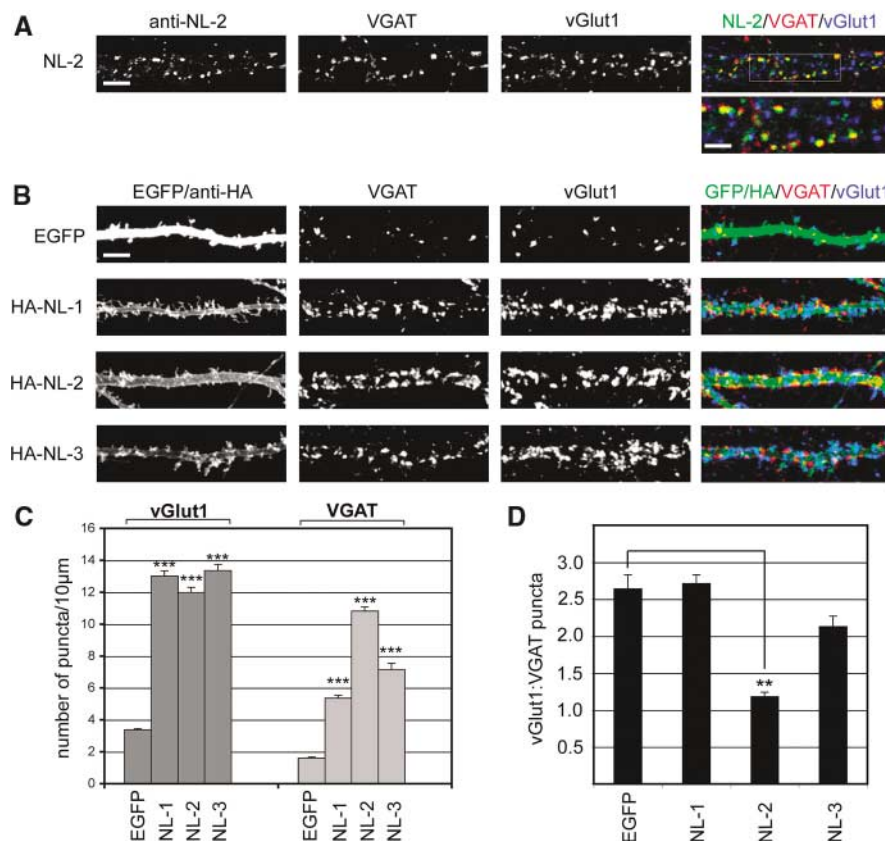 A
anti-NL-2 VGAT vGlut1 NL-2/VGAT/vGlut1
NL-2
B
EGFP/anti-HA VGAT vGlut1 GFP/HA/VGAT/vGlut1
EGFP
HA-NL-1
HA-NL-2
HA-NL-3
C
vGlut1 VGAT
number of puncta/10µm
16
14
12
10
8
6
4
2
0
*** *** *** *** *** ***
EGFP NL-1 NL-2 NL-3 EGFP NL-1 NL-2 NL-3
D
vGlut1:VGAT puncta
3.0
2.5
2.0
1.5
1.0
0.5
**
EGFP NL-1 NL-2 NL-3